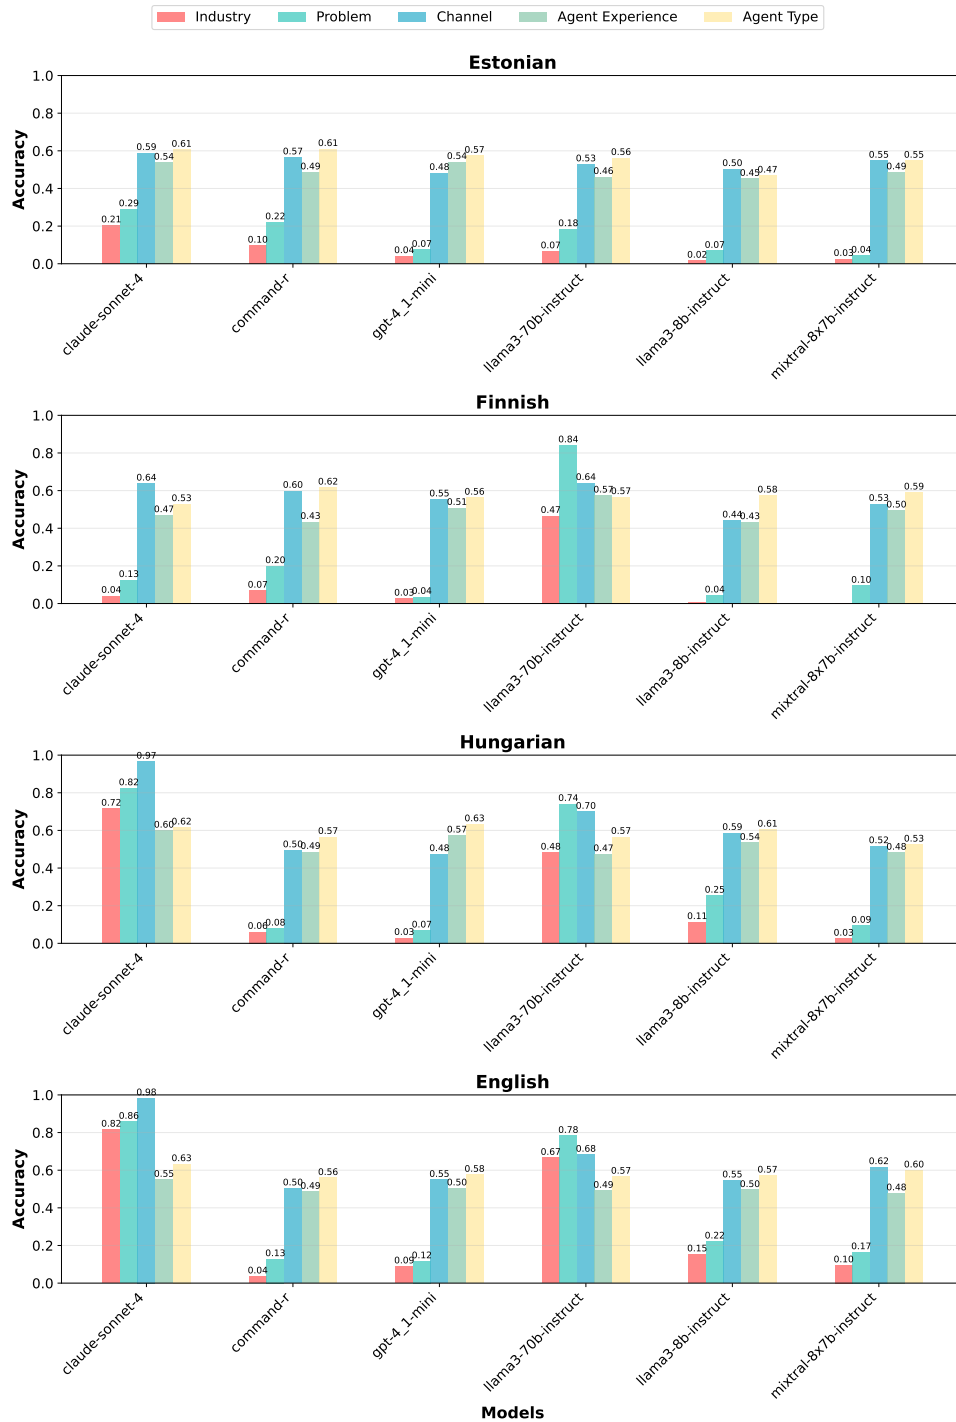 Industry Problem Channel Agent Experience Agent Type
Estonian
Accuracy
1.0
0.8
0.6
0.4
0.2
0.0
0.21 0.29 0.59 0.54 0.61
0.10 0.22 0.57 0.49 0.61
0.04 0.07 0.48 0.54 0.57
0.07 0.18 0.53 0.46 0.56
0.02 0.07 0.50 0.45 0.47
0.03 0.04 0.55 0.49 0.55
claude-sonnet-4
command-r
gpt-4_1-mini
llama3-70b-instruct
llama3-8b-instruct
mixtral-8x7b-instruct
Finnish
Accuracy
1.0
0.8
0.6
0.4
0.2
0.0
0.04 0.13 0.64 0.47 0.53
0.07 0.20 0.60 0.43 0.62
0.03 0.04 0.55 0.51 0.56
0.47 0.84 0.64 0.57 0.57
0.04 0.44 0.43 0.58
0.10 0.53 0.50 0.59
claude-sonnet-4
command-r
gpt-4_1-mini
llama3-70b-instruct
llama3-8b-instruct
mixtral-8x7b-instruct
Hungarian
Accuracy
1.0
0.8
0.6
0.4
0.2
0.0
0.72 0.82 0.97 0.60 0.62
0.06 0.08 0.50 0.49 0.57
0.03 0.07 0.48 0.57 0.63
0.48 0.74 0.70 0.47 0.57
0.11 0.25 0.59 0.54 0.61
0.03 0.09 0.52 0.48 0.53
claude-sonnet-4
command-r
gpt-4_1-mini
llama3-70b-instruct
llama3-8b-instruct
mixtral-8x7b-instruct
English
Accuracy
1.0
0.8
0.6
0.4
0.2
0.0
0.82 0.86 0.98 0.55 0.63
0.04 0.13 0.50 0.49 0.56
0.09 0.12 0.55 0.50 0.58
0.67 0.78 0.68 0.49 0.57
0.15 0.22 0.55 0.50 0.57
0.10 0.17 0.62 0.48 0.60
claude-sonnet-4
command-r
gpt-4_1-mini
llama3-70b-instruct
llama3-8b-instruct
mixtral-8x7b-instruct
Models